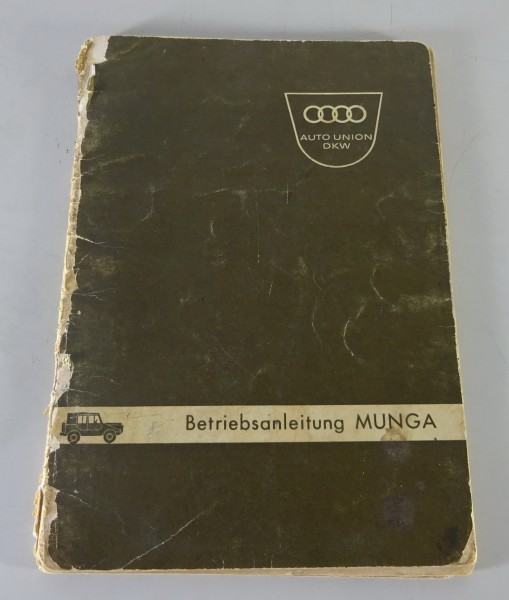 AUTO UNION
DKW
Betriebsanleitung MUNGA